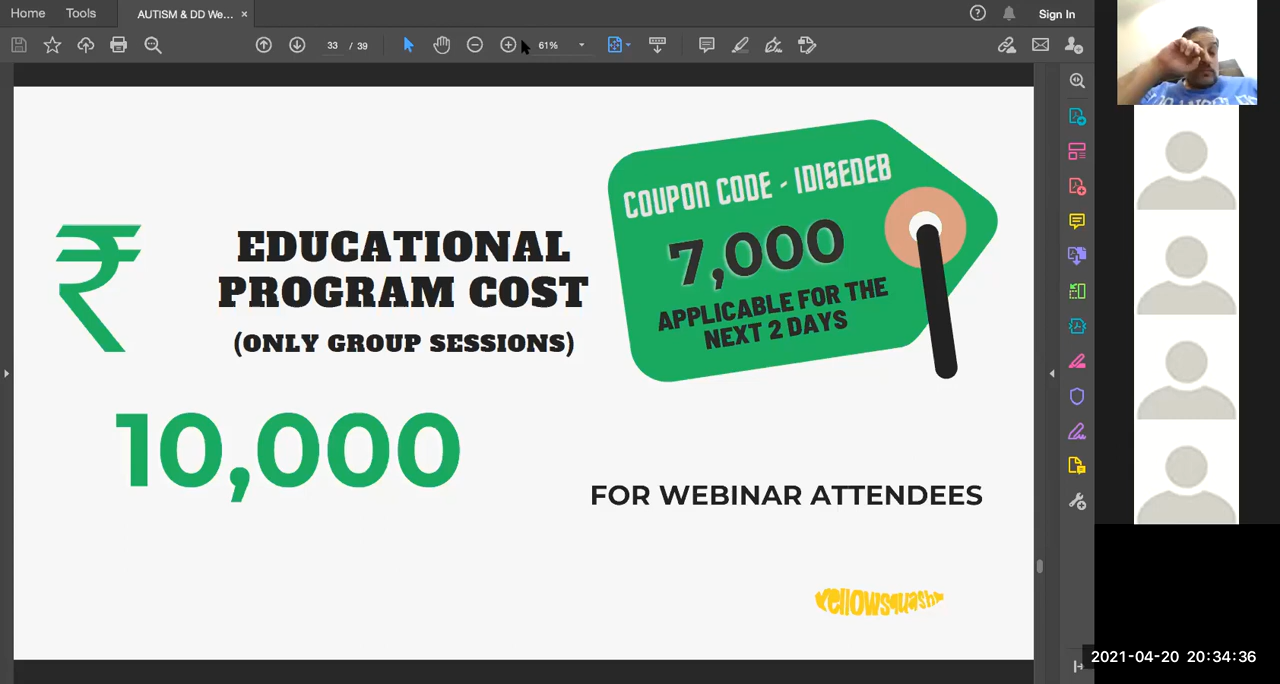 Home Tools AUTISM & DD We... × Sign In
33 / 39 61%
COUPON CODE - IDISEDEB
7,000
APPLICABLE FOR THE
NEXT 2 DAYS
₹
EDUCATIONAL
PROGRAM COST
(ONLY GROUP SESSIONS)
10,000
FOR WEBINAR ATTENDEES
yellowsquash
2021-04-20 20:34:36